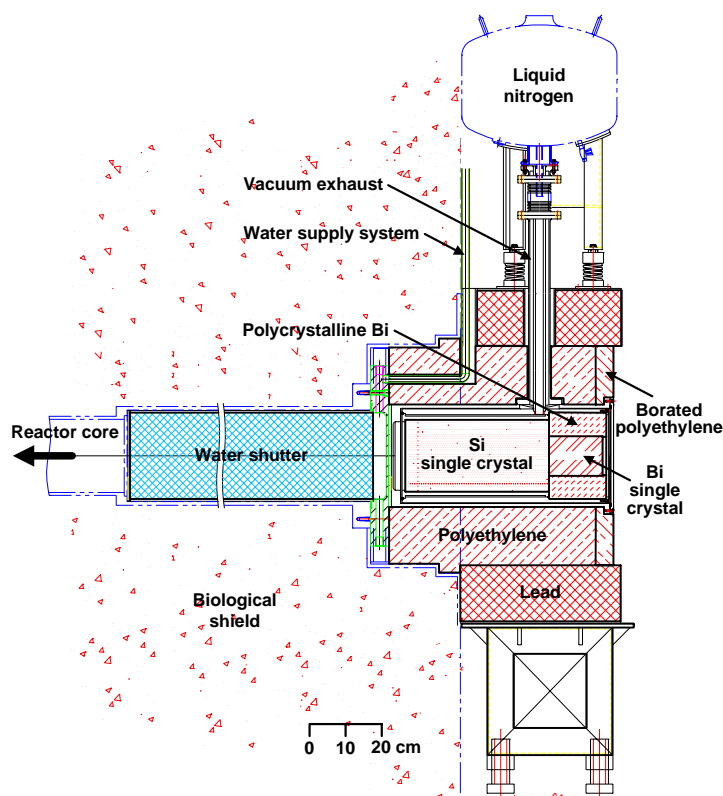 Liquid
nitrogen
Vacuum exhaust
Water supply system
Polycrystalline Bi
Borated
polyethylene
Reactor core
Water shutter
Si
single crystal
Bi
single
crystal
Polyethylene
Lead
Biological
shield
0 10 20 cm